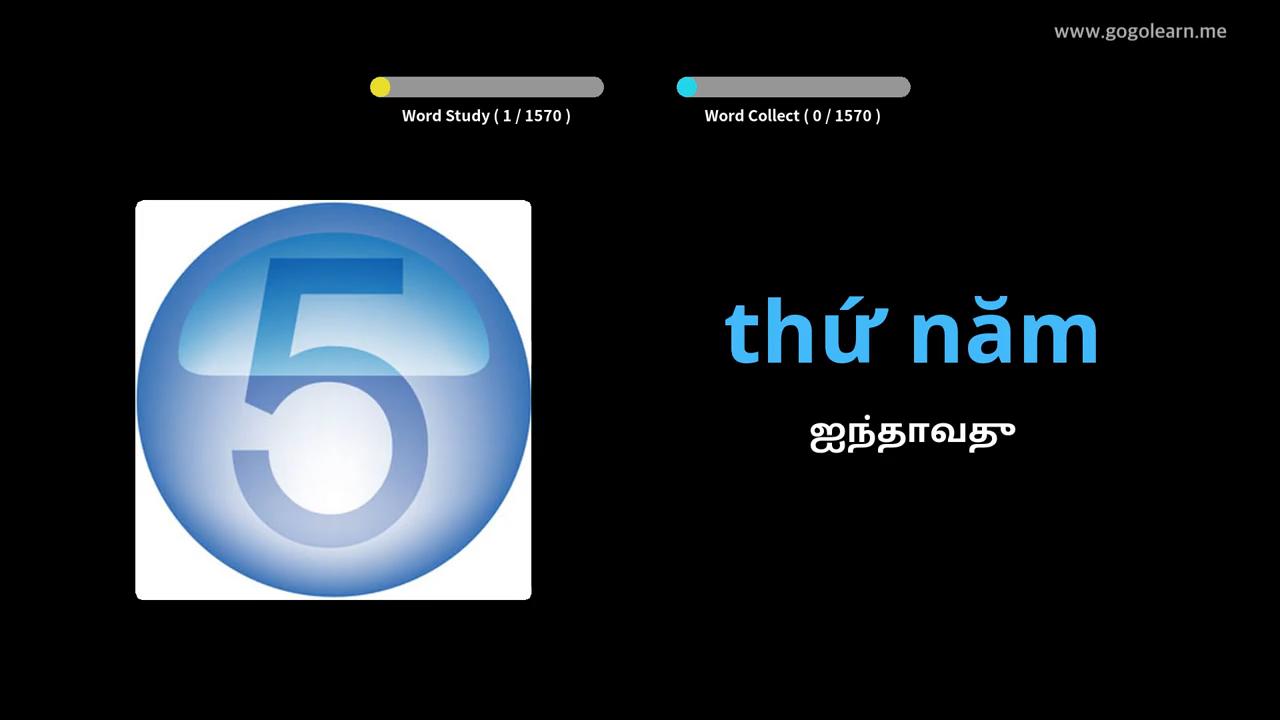 www.gogolearn.me
Word Study ( 1 / 1570 )
Word Collect ( 0 / 1570 )
5
thứ năm
ஐந்தாவது